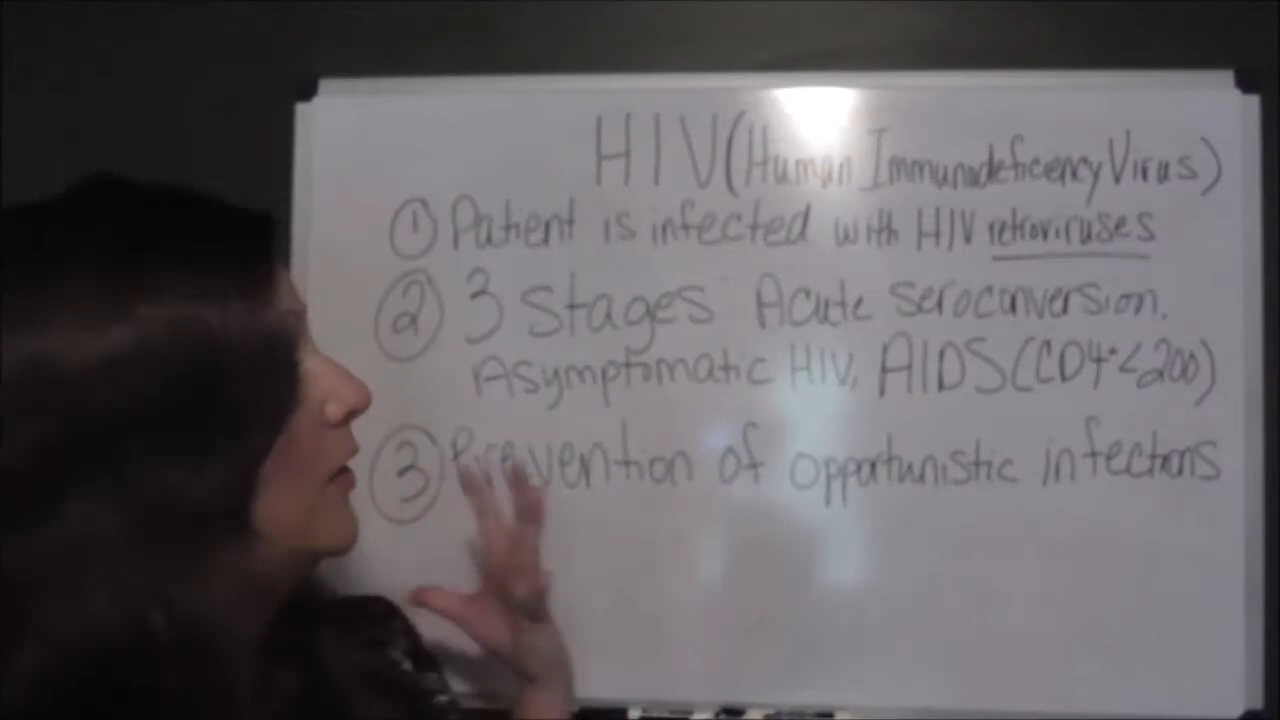 HIV (Human Immunodeficiency Virus)
① Patient is infected with HIV retroviruses
② 3 Stages Acute seroconversion,
Asymptomatic HIV, AIDS (CD4+<200)
③ Prevention of opportunistic infections